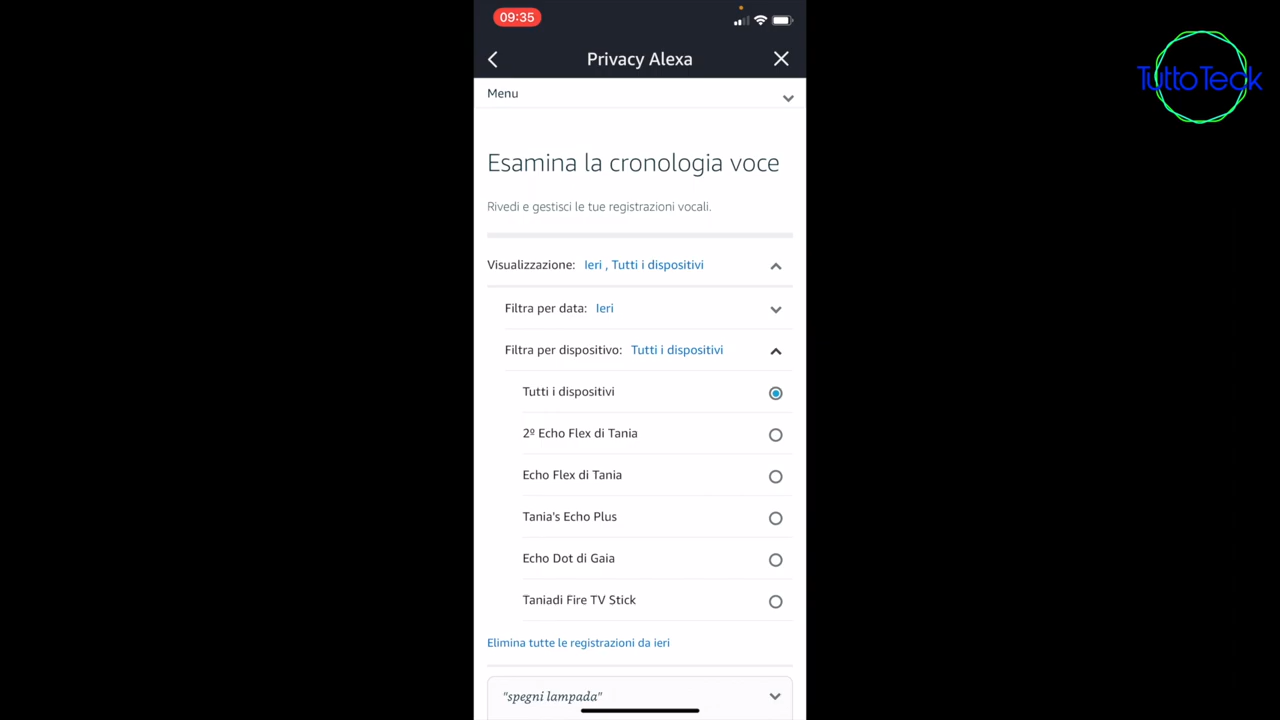 09:35
Privacy Alexa
TuttoTeck
Menu
Esamina la cronologia voce
Rivedi e gestisci le tue registrazioni vocali.
Visualizzazione: Ieri , Tutti i dispositivi
Filtra per data: Ieri
Filtra per dispositivo: Tutti i dispositivi
Tutti i dispositivi
2º Echo Flex di Tania
Echo Flex di Tania
Tania's Echo Plus
Echo Dot di Gaia
Taniadi Fire TV Stick
Elimina tutte le registrazioni da ieri
"spegni lampada"